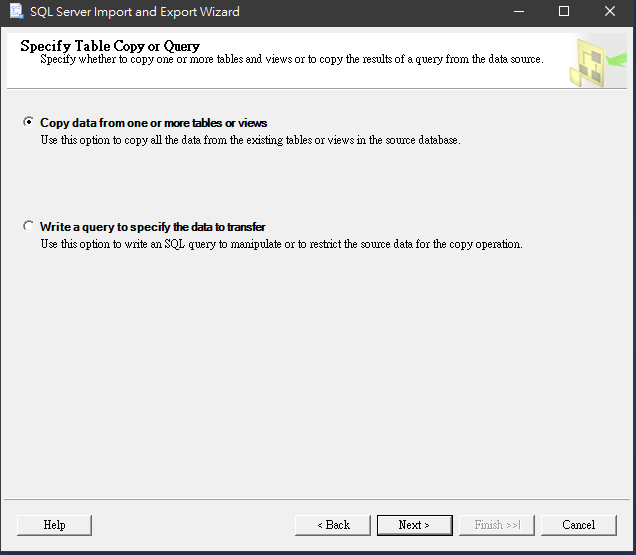 SQL Server Import and Export Wizard
Specify Table Copy or Query
Specify whether to copy one or more tables and views or to copy the results of a query from the data source.
Copy data from one or more tables or views
Use this option to copy all the data from the existing tables or views in the source database.
Write a query to specify the data to transfer
Use this option to write an SQL query to manipulate or to restrict the source data for the copy operation.
Help
< Back
Next >
Finish >>|
Cancel